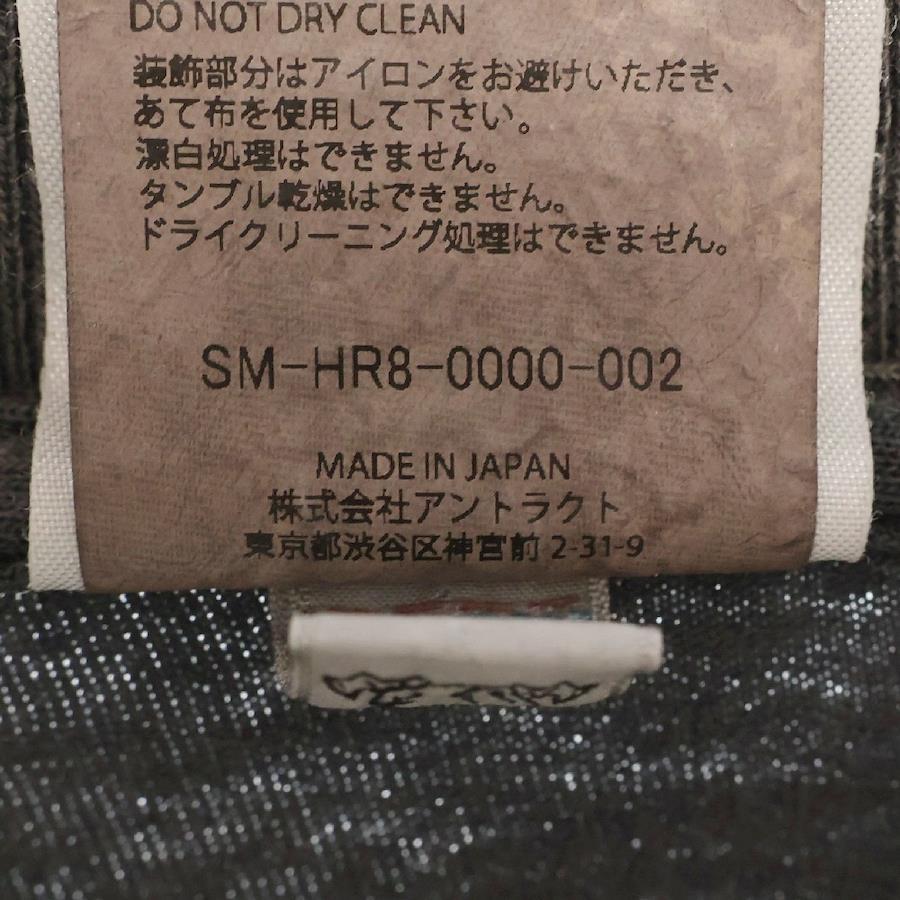 DO NOT DRY CLEAN
装飾部分はアイロンをお避けいただき、
あて布を使用して下さい。
漂白処理はできません。
タンブル乾燥はできません。
ドライクリーニング処理はできません。
SM-HR8-0000-002
MADE IN JAPAN
株式会社アントラクト
東京都渋谷区神宮前 2-31-9